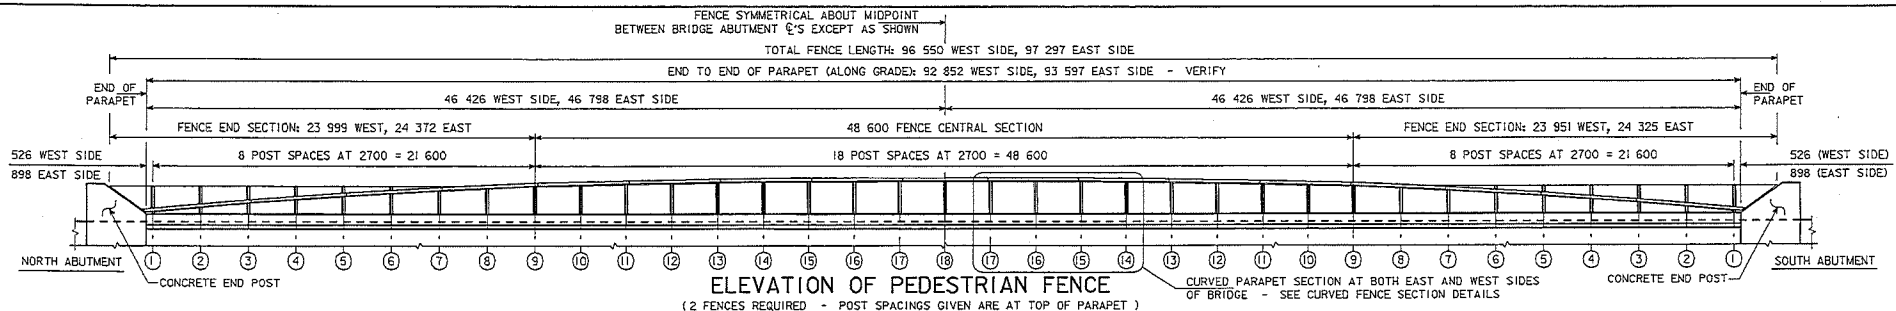 FENCE SYMMETRICAL ABOUT MIDPOINT
BETWEEN BRIDGE ABUTMENT ℄'S EXCEPT AS SHOWN
TOTAL FENCE LENGTH: 96 550 WEST SIDE, 97 297 EAST SIDE
END TO END OF PARAPET (ALONG GRADE): 92 852 WEST SIDE, 93 597 EAST SIDE - VERIFY
END OF
PARAPET
46 426 WEST SIDE, 46 798 EAST SIDE
46 426 WEST SIDE, 46 798 EAST SIDE
END OF
PARAPET
FENCE END SECTION: 23 999 WEST, 24 372 EAST
48 600 FENCE CENTRAL SECTION
FENCE END SECTION: 23 951 WEST, 24 325 EAST
526 WEST SIDE
898 EAST SIDE
8 POST SPACES AT 2700 = 21 600
18 POST SPACES AT 2700 = 48 600
8 POST SPACES AT 2700 = 21 600
526 (WEST SIDE)
898 (EAST SIDE)
1 2 3 4 5 6 7 8 9 10 11 12 13 14 15 16 17 18 17 16 15 14 13 12 11 10 9 8 7 6 5 4 3 2 1
NORTH ABUTMENT
CONCRETE END POST
CONCRETE END POST
SOUTH ABUTMENT
CURVED PARAPET SECTION AT BOTH EAST AND WEST SIDES
OF BRIDGE - SEE CURVED FENCE SECTION DETAILS
ELEVATION OF PEDESTRIAN FENCE
(2 FENCES REQUIRED - POST SPACINGS GIVEN ARE AT TOP OF PARAPET)